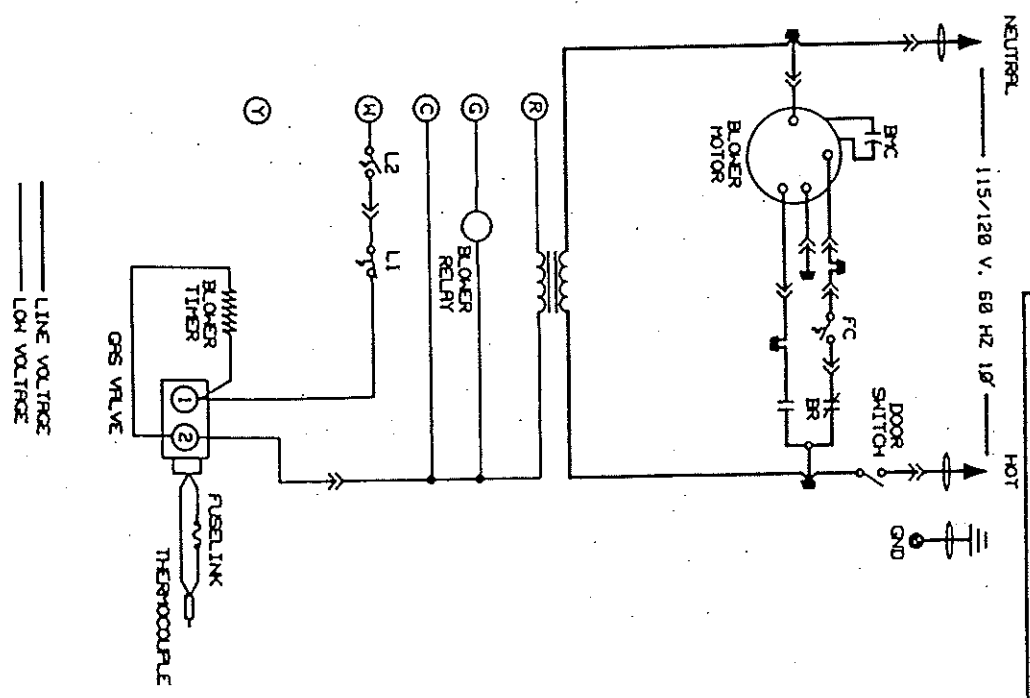 NEUTRAL
115/120 V. 60 HZ 1Ø
HOT
BMC
BLOWER
MOTOR
FC
BR
DOOR
SWITCH
GND
R
G
C
W
Y
BLOWER
RELAY
L2
L1
BLOWER
TIMER
1
2
GAS VALVE
FUSELINK
THERMOCOUPLE
LINE VOLTAGE
LOW VOLTAGE